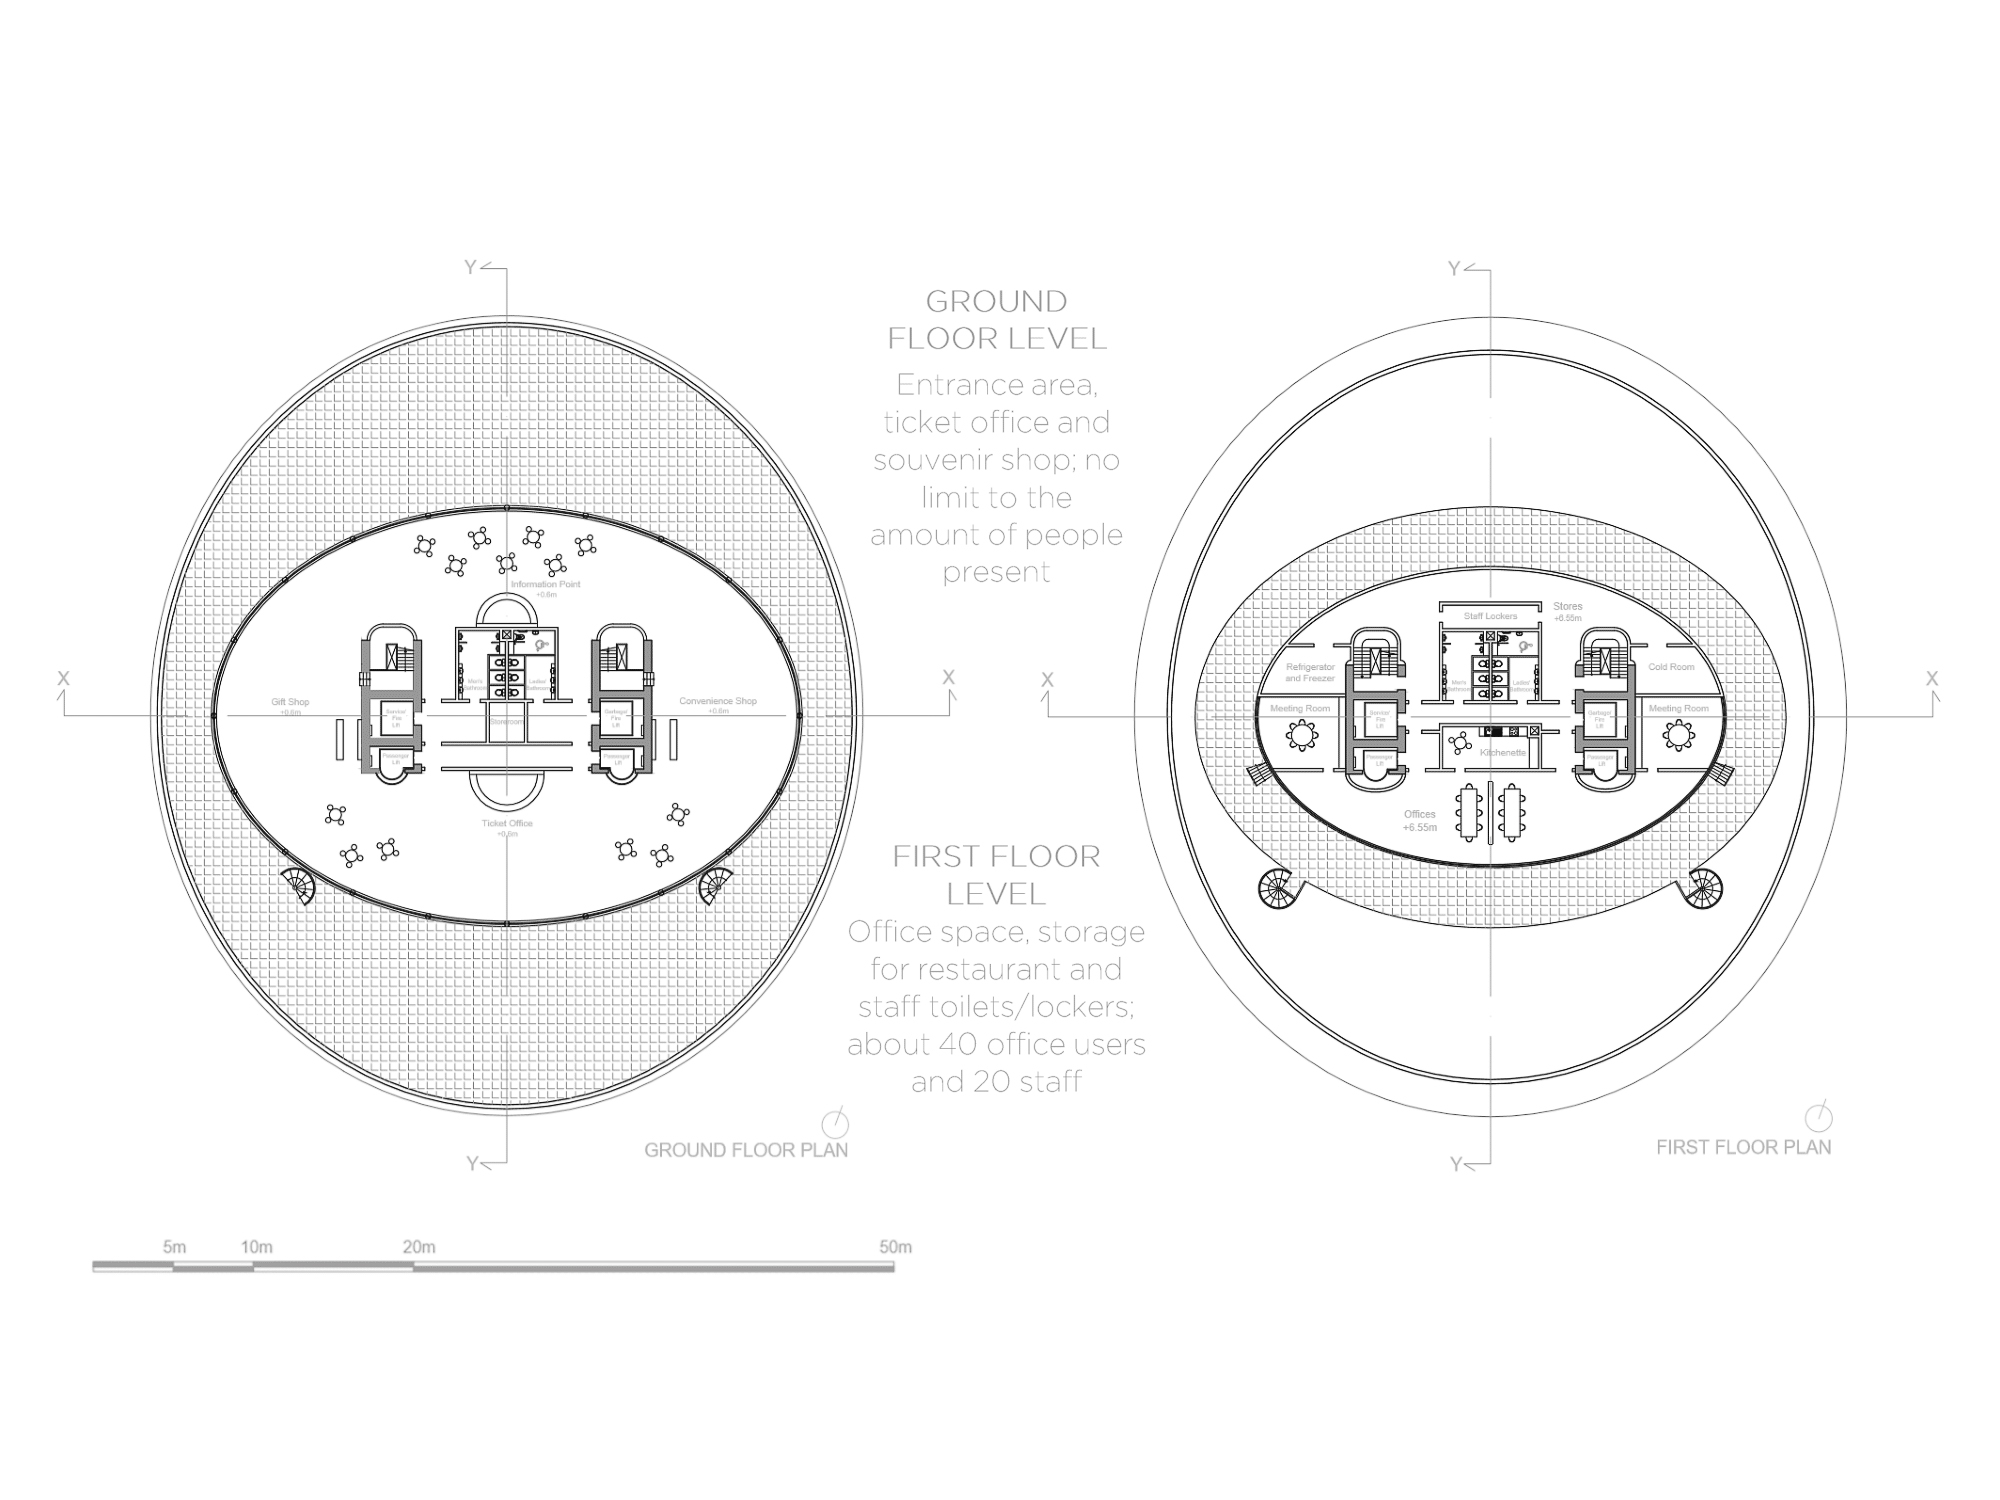 Y
GROUND
FLOOR LEVEL
Entrance area,
ticket office and
souvenir shop; no
limit to the
amount of people
present
Information Point
+0.6m
Men's
Bathroom
Ladies'
Bathroom
X
X
Gift Shop
+0.6m
Convenience Shop
+0.6m
Service/
Fire
Lift
Storeroom
Garbage/
Fire
Lift
Passenger
Lift
Passenger
Lift
Ticket Office
+0.6m
Y
GROUND FLOOR PLAN
FIRST FLOOR
LEVEL
Office space, storage
for restaurant and
staff toilets/lockers;
about 40 office users
and 20 staff
Y
Staff Lockers
Stores
+6.55m
Refrigerator
and Freezer
Men's
Bathroom
Ladies'
Bathroom
Cold Room
X
X
Meeting Room
Meeting Room
Service/
Fire
Lift
Garbage/
Fire
Lift
Kitchenette
Passenger
Lift
Passenger
Lift
Offices
+6.55m
Y
FIRST FLOOR PLAN
5m 10m 20m 50m